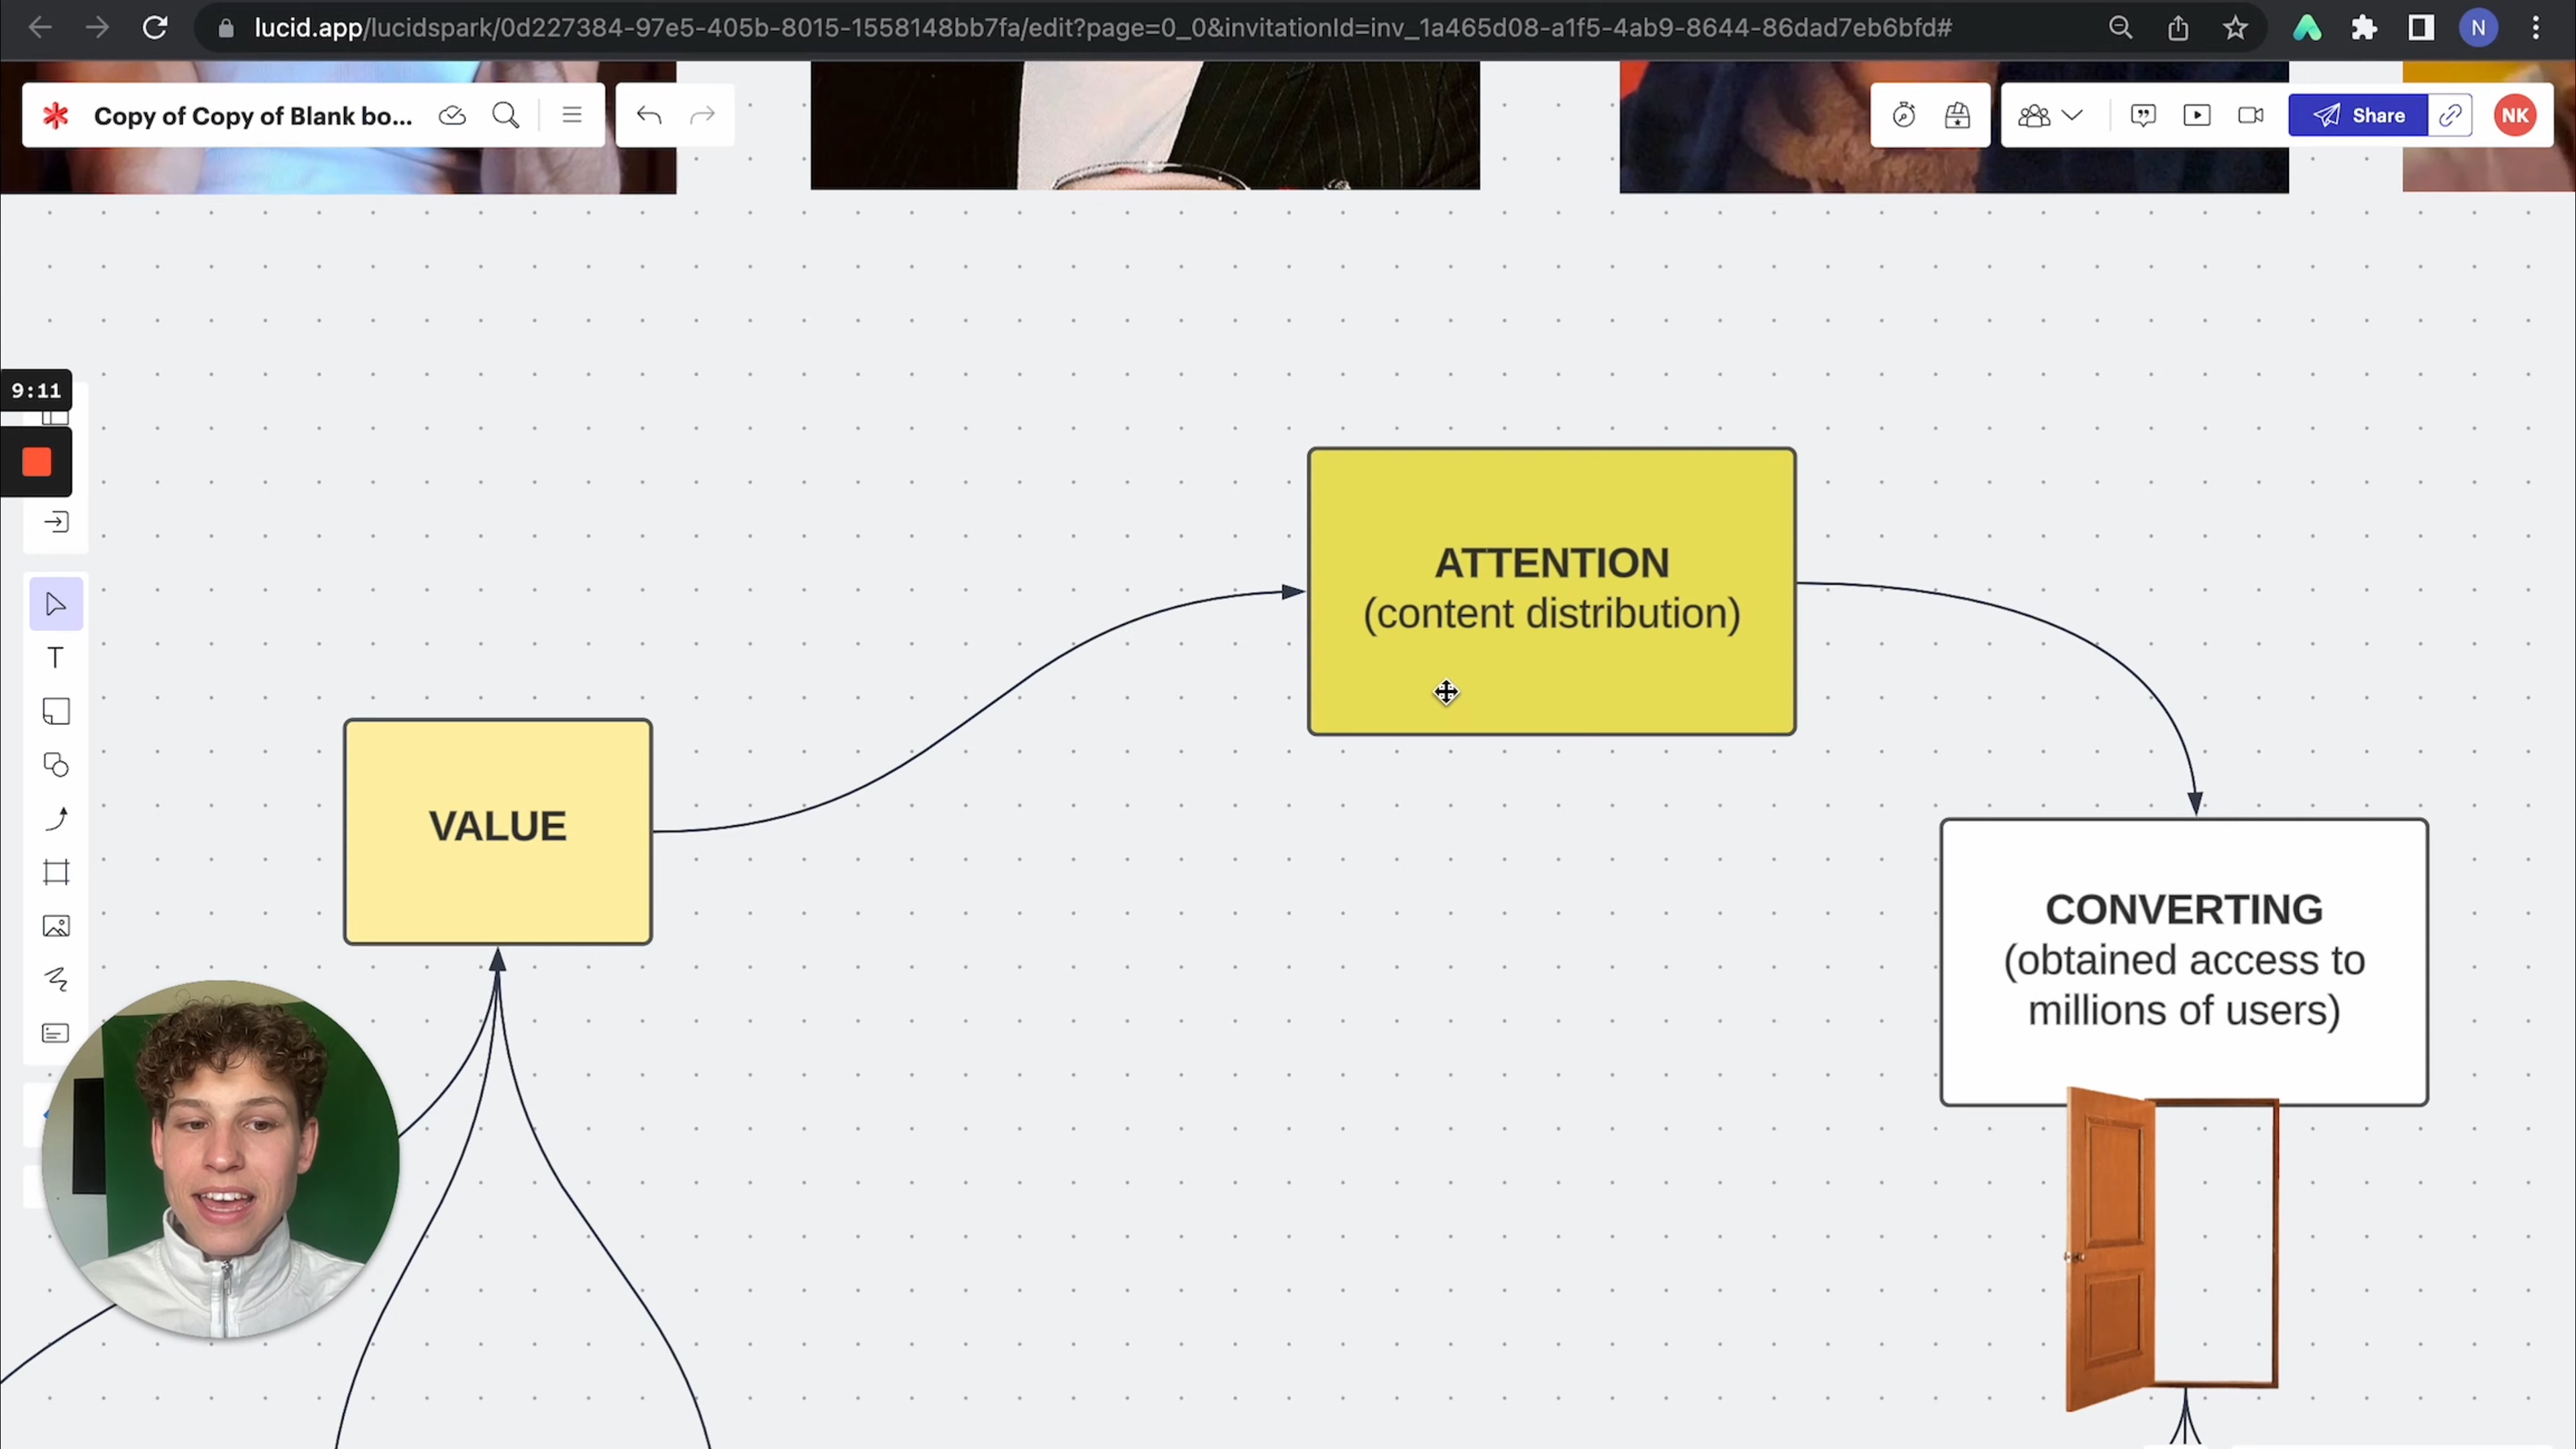 lucid.app/lucidspark/0d227384-97e5-405b-8015-1558148bb7fa/edit?page=0_0&invitationId=inv_1a465d08-a1f5-4ab9-8644-86dad7eb6bfd#
N
Copy of Copy of Blank bo...
Share
NK
9:11
T
ATTENTION
(content distribution)
VALUE
CONVERTING
(obtained access to
millions of users)